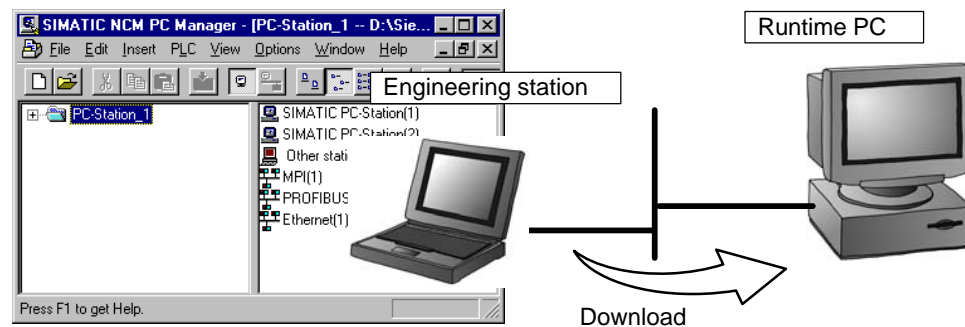 SIMATIC NCM PC Manager - [PC-Station_1 -- D:\Sie...
File Edit Insert PLC View Options Window Help
Runtime PC
Engineering station
PC-Station_1
SIMATIC PC-Station(1)
SIMATIC PC-Station(2)
Other stati
MPI(1)
PROFIBUS
Ethernet(1)
Press F1 to get Help.
Download